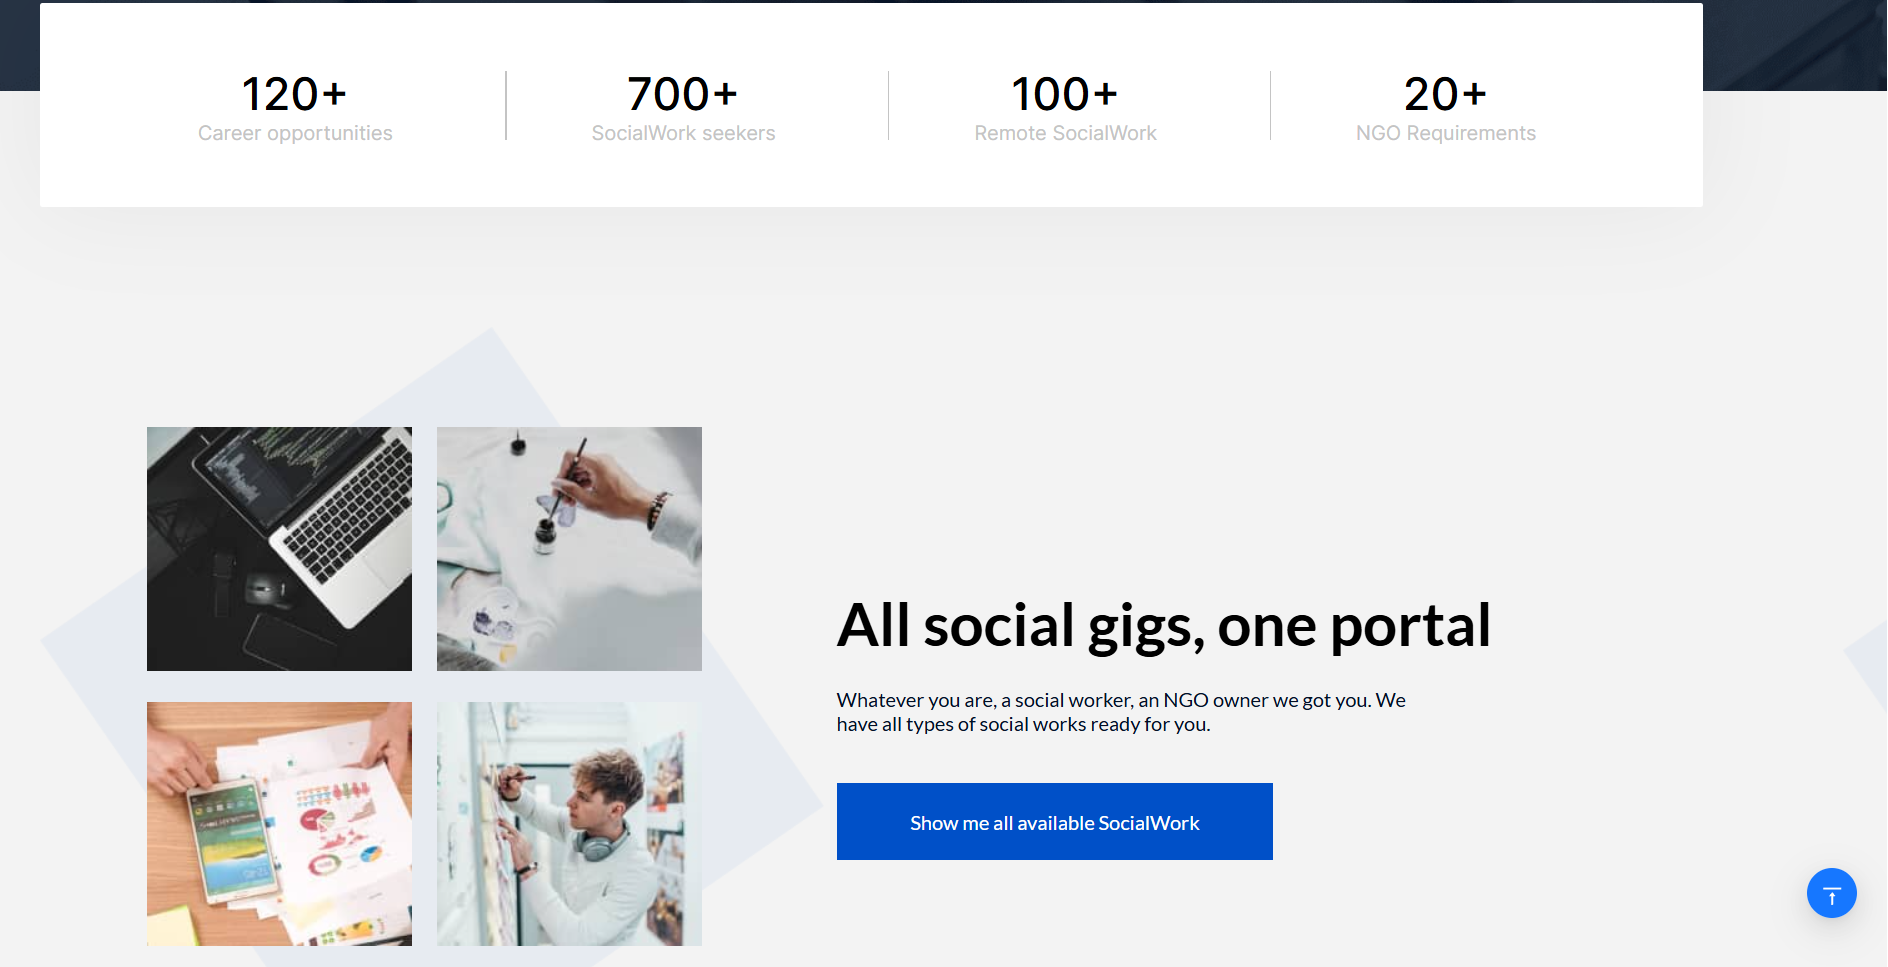 120+
Career opportunities
700+
SocialWork seekers
100+
Remote SocialWork
20+
NGO Requirements
All social gigs, one portal
Whatever you are, a social worker, an NGO owner we got you. We
have all types of social works ready for you.
Show me all available SocialWork